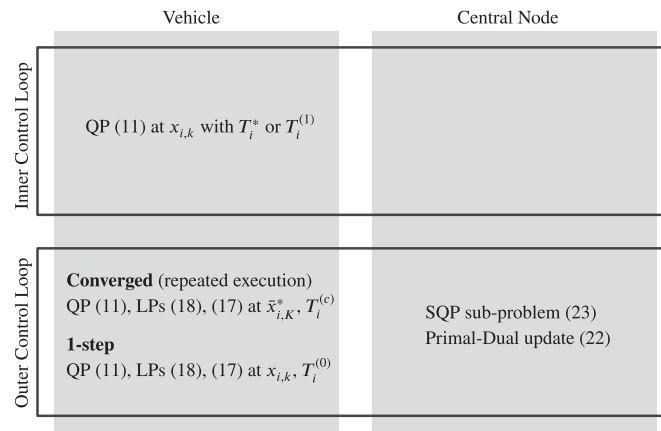 Vehicle
Central Node
Inner Control Loop
QP (11) at x_{i,k} with T_i^* or T_i^{(1)}
Outer Control Loop
Converged (repeated execution)
QP (11), LPs (18), (17) at x̄_{i,K}^*, T_i^{(c)}
1-step
QP (11), LPs (18), (17) at x_{i,k}, T_i^{(0)}
SQP sub-problem (23)
Primal-Dual update (22)